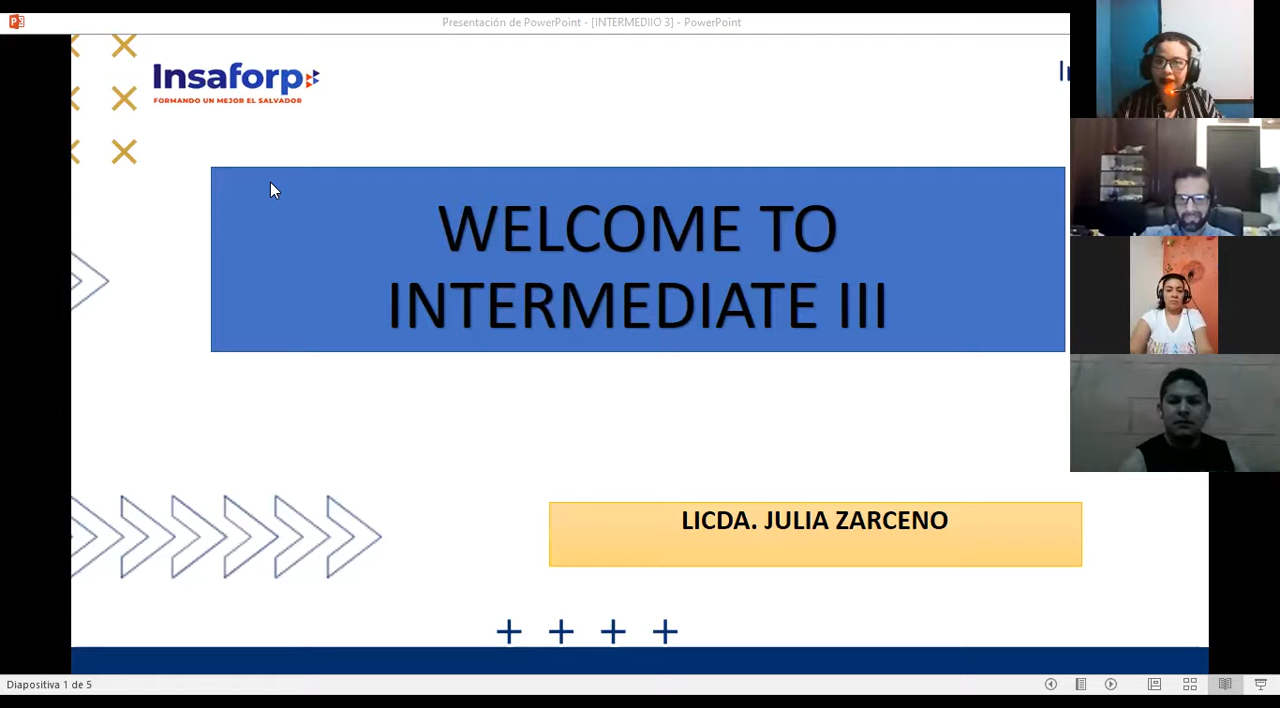 Presentación de PowerPoint - [INTERMEDIIO 3] - PowerPoint
Insaforp
FORMANDO UN MEJOR EL SALVADOR
WELCOME TO
INTERMEDIATE III
LICDA. JULIA ZARCENO
Diapositiva 1 de 5